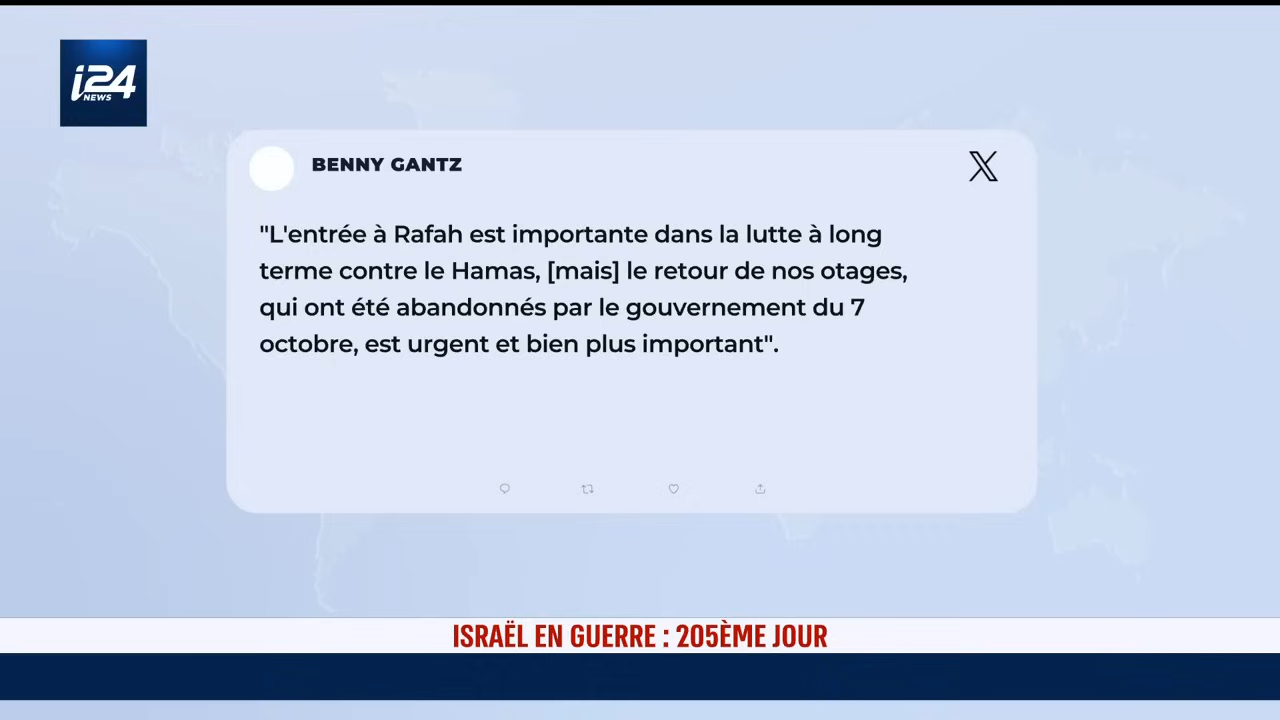 i24
NEWS
BENNY GANTZ
"L'entrée à Rafah est importante dans la lutte à long
terme contre le Hamas, [mais] le retour de nos otages,
qui ont été abandonnés par le gouvernement du 7
octobre, est urgent et bien plus important".
ISRAËL EN GUERRE : 205ÈME JOUR